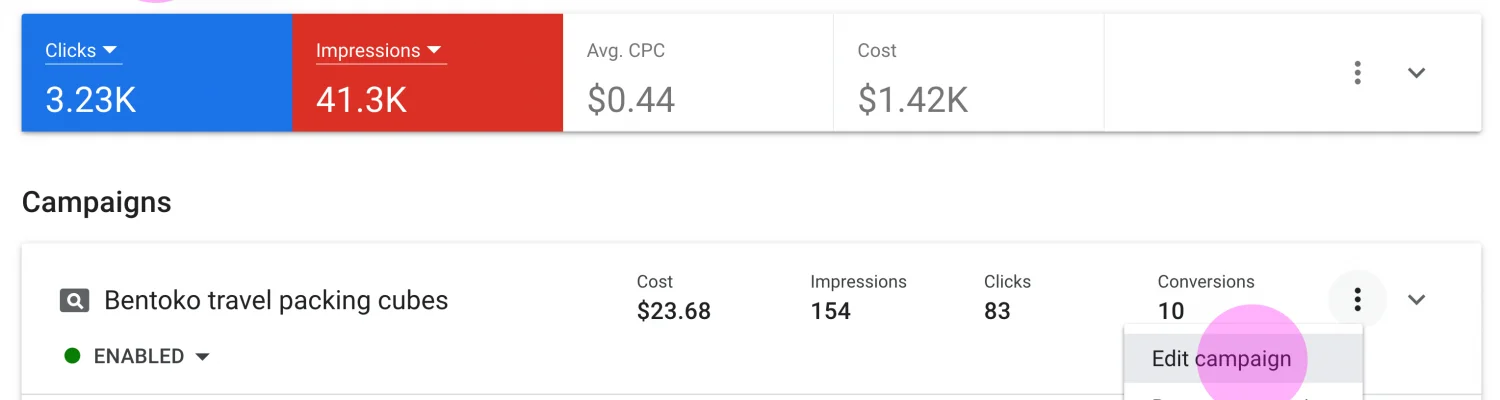 Clicks Impressions Avg. CPC Cost
3.23K 41.3K $0.44 $1.42K
Campaigns
Cost Impressions Clicks Conversions
Bentoko travel packing cubes $23.68 154 83 10
ENABLED
Edit campaign